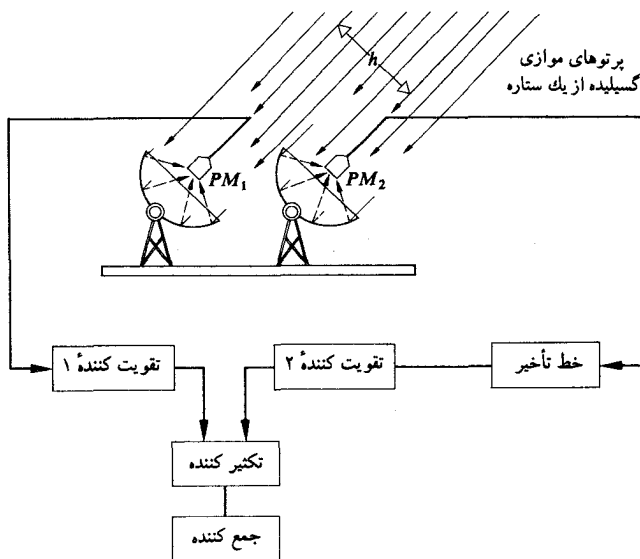 پرتوهای موازی
گسیلیده از یك ستاره
h
PM₁
PM₂
تقویت کنندهٔ ۱
تقویت کنندهٔ ۲
خط تأخیر
تکثیر کننده
جمع کننده